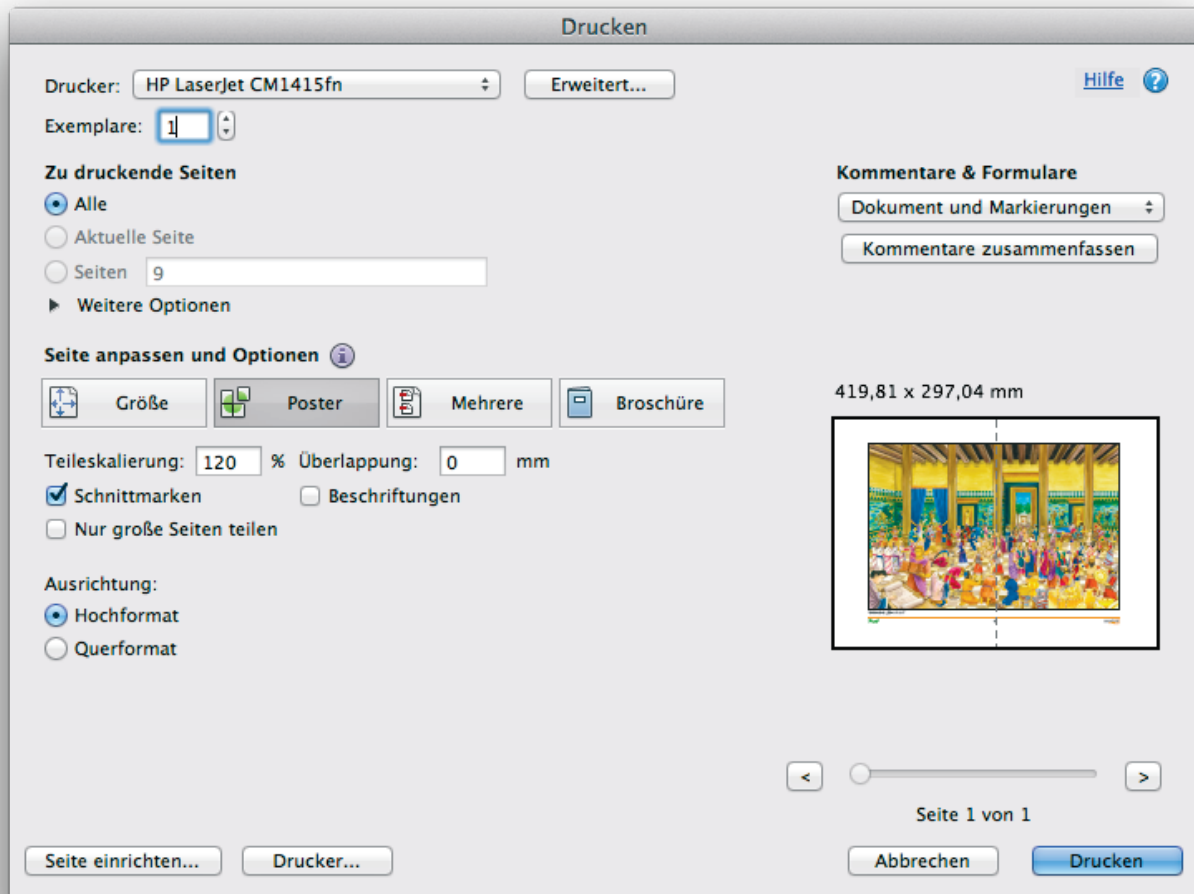 Drucken
Drucker: HP LaserJet CM1415fn Erweitert... Hilfe ?
Exemplare: 1
Zu druckende Seiten
Alle
Aktuelle Seite
Seiten 9
Weitere Optionen
Kommentare & Formulare
Dokument und Markierungen
Kommentare zusammenfassen
Seite anpassen und Optionen i
Größe Poster Mehrere Broschüre
Teileskalierung: 120 % Überlappung: 0 mm
Schnittmarken Beschriftungen
Nur große Seiten teilen
Ausrichtung:
Hochformat
Querformat
419,81 x 297,04 mm
< >
Seite 1 von 1
Seite einrichten... Drucker... Abbrechen Drucken